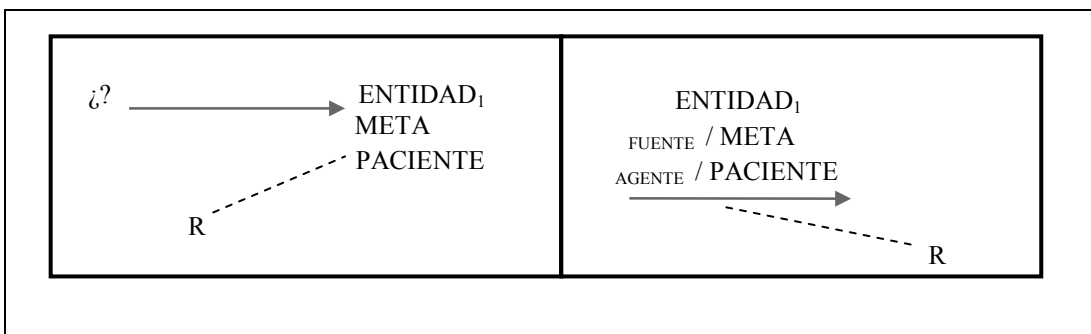 ¿?
ENTIDAD₁
META
PACIENTE
R
ENTIDAD₁
FUENTE / META
AGENTE / PACIENTE
R